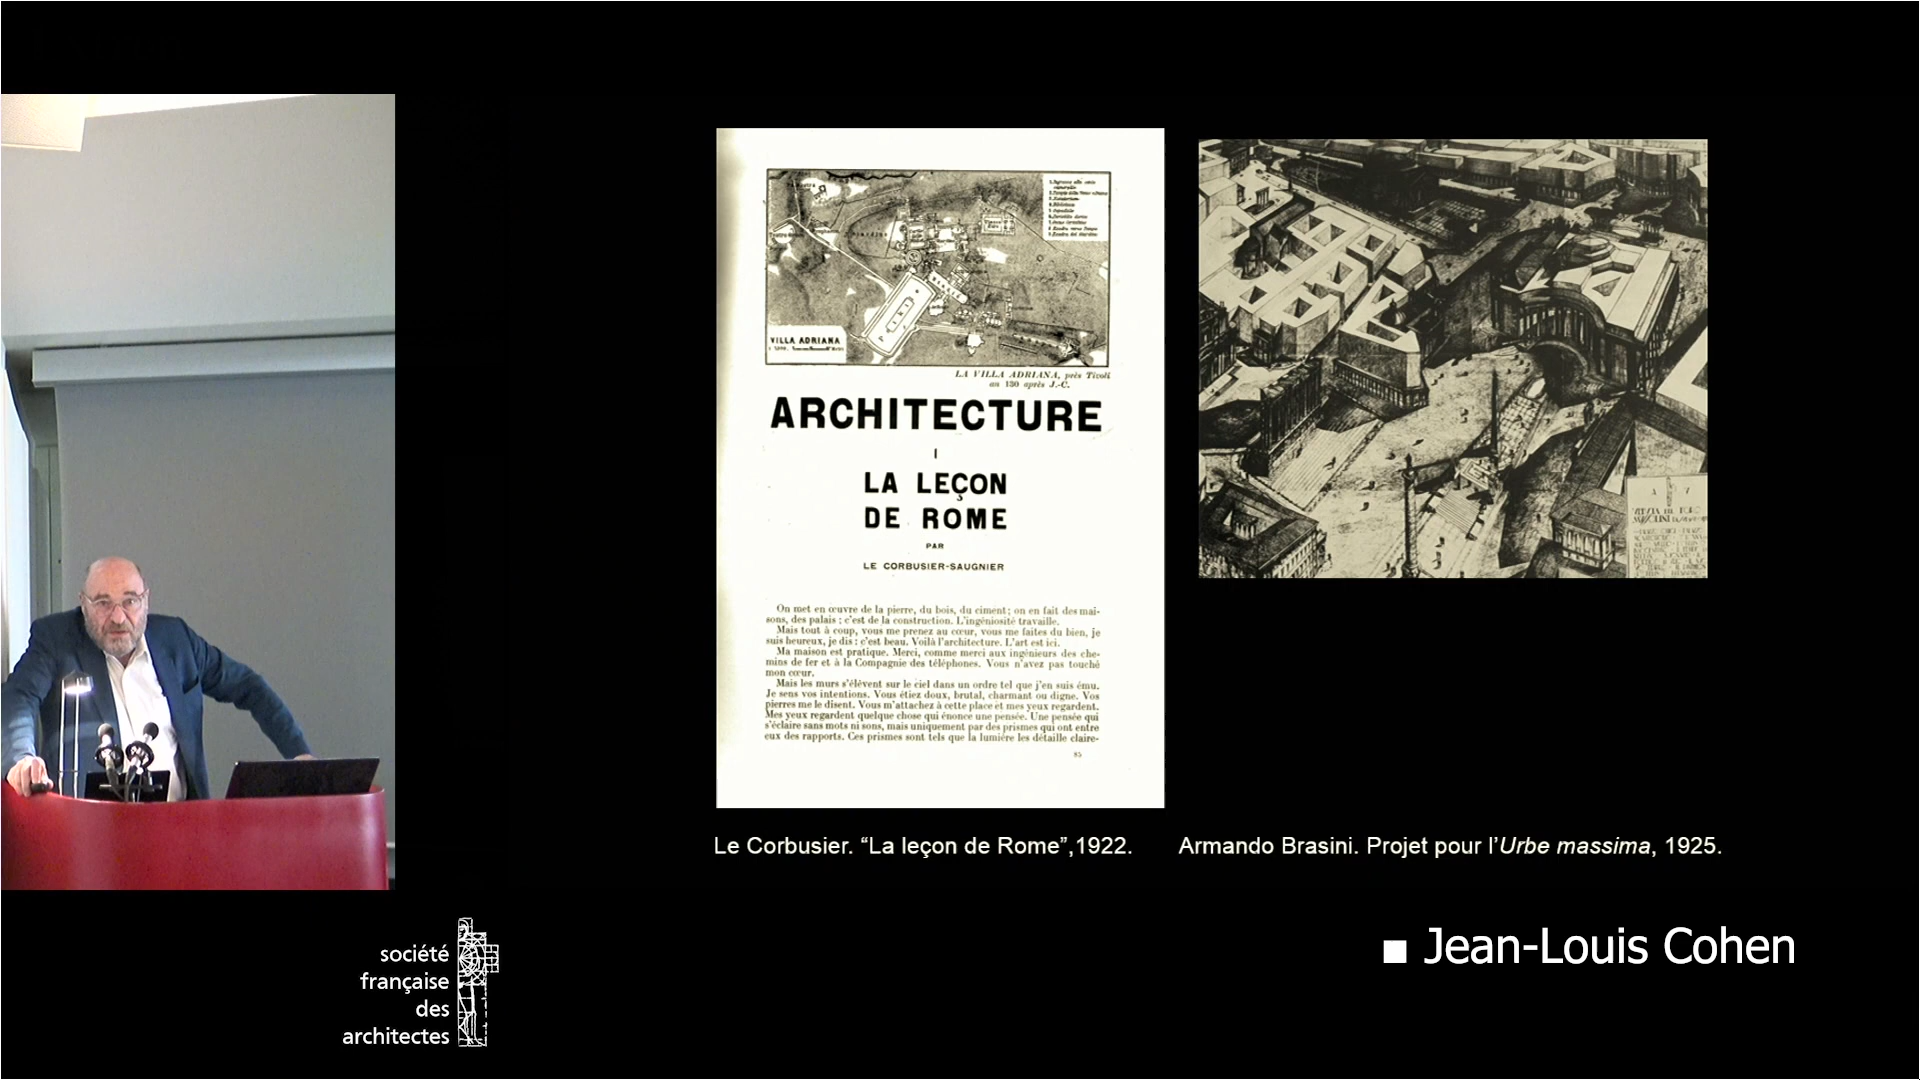 VILLA ADRIANA
LA VILLA ADRIANA, près Tivoli
an 130 après J.-C.
ARCHITECTURE
I
LA LEÇON
DE ROME
PAR
LE CORBUSIER-SAUGNIER
On met en œuvre de la pierre, du bois, du ciment; on en fait des mai-
sons, des palais ; c'est de la construction. L'ingéniosité travaille.
Mais tout à coup, vous me prenez au cœur, vous me faites du bien, je
suis heureux, je dis : c'est beau. Voilà l'architecture. L'art est ici.
Ma maison est pratique. Merci, comme merci aux ingénieurs des che-
mins de fer et à la Compagnie des téléphones. Vous n'avez pas touché
mon cœur.
Mais les murs s'élèvent sur le ciel dans un ordre tel que j'en suis ému.
Je sens vos intentions. Vous étiez doux, brutal, charmant ou digne. Vos
pierres me le disent. Vous m'attachez à cette place et mes yeux regardent.
Mes yeux regardent quelque chose qui énonce une pensée. Une pensée qui
s'éclaire sans mots ni sons, mais uniquement par des prismes qui ont entre
eux des rapports. Ces prismes sont tels que la lumière les détaille claire-
85
Le Corbusier. “La leçon de Rome”,1922.
Armando Brasini. Projet pour l’Urbe massima, 1925.
Jean-Louis Cohen
société
française
des
architectes